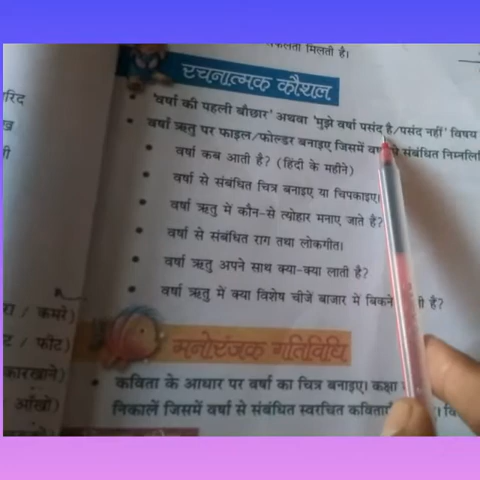 मिलती है।
रचनात्मक कौशल
'वर्षा की पहली बौछार' अथवा 'मुझे वर्षा पसंद है/पसंद नहीं' विषय
वर्षा ऋतु पर फाइल/फोल्डर बनाइए जिसमें से संबंधित
वर्षा कब आती है? (हिंदी के महीने)
वर्षा से संबंधित चित्र बनाइए या चिपकाइए।
वर्षा ऋतु में कौन-से त्योहार मनाए जाते है?
वर्षा से संबंधित राग तथा लोकगीत।
वर्षा ऋतु अपने साथ क्या-क्या लाती है?
वर्षा ऋतु में क्या विशेष चीजें बाजार में बिकने है?
/ कमरे)
मनोरंजक गतिविधि
/ फीट)
कविता के आधार पर वर्षा का चित्र बनाइए। कक्षा
कारखाने)
निकालें जिसमें वर्षा से संबंधित स्वरचित
आँखों)